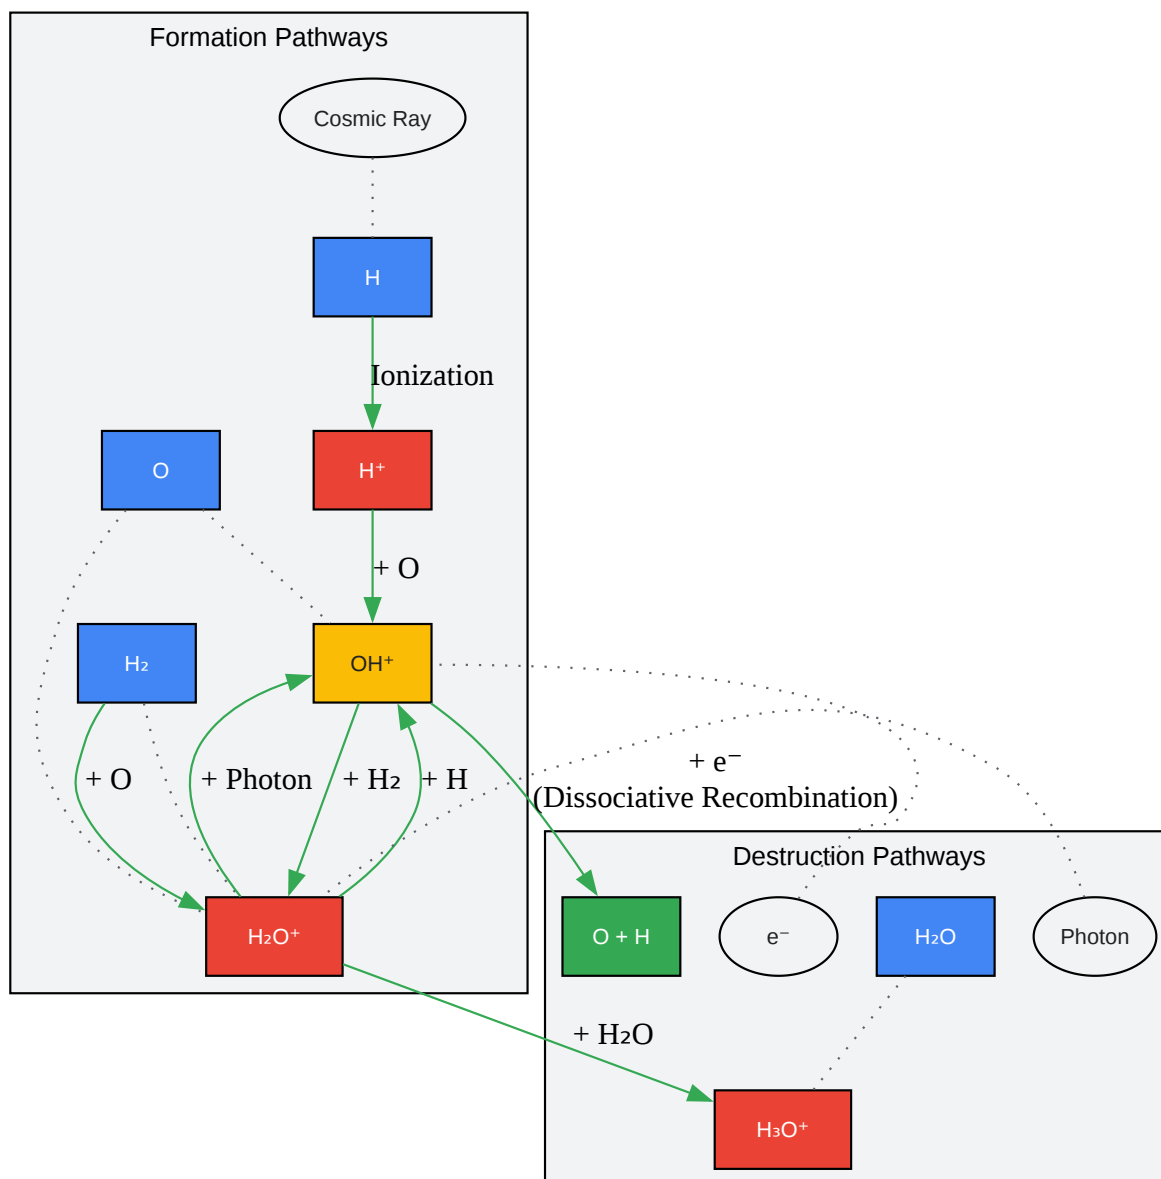 Formation Pathways
Cosmic Ray
H
Ionization
O
H⁺
+ O
H₂
OH⁺
+ O
+ Photon
+ H₂
+ H
+ e⁻
(Dissociative Recombination)
Destruction Pathways
H₂O⁺
O + H
e⁻
H₂O
Photon
+ H₂O
H₃O⁺